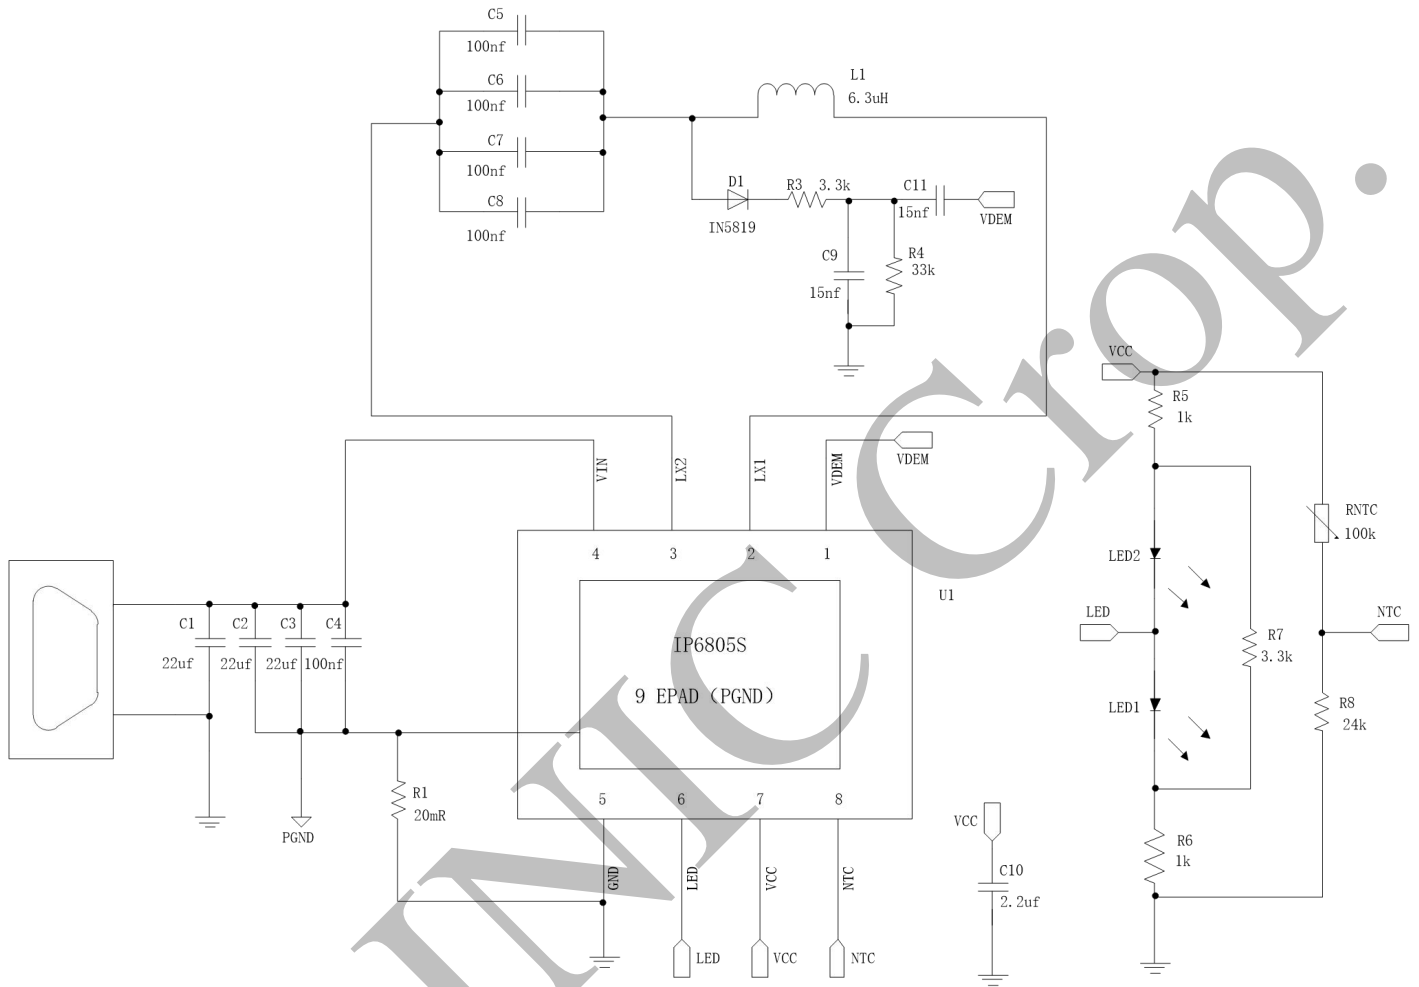 C5
100nf
C6
100nf
C7
100nf
C8
100nf
L1
6.3uH
D1
IN5819
R3 3.3k
C11
15nf
VDEM
C9
15nf
R4
33k
VIN
LX2
LX1
VDEM
VDEM
4 3 2 1
U1
IP6805S
9 EPAD (PGND)
5 6 7 8
C1
22uf
C2
22uf
C3
22uf
C4
100nf
R1
20mR
PGND
GND
LED
VCC
NTC
LED
VCC
NTC
VCC
C10
2.2uf
VCC
R5
1k
LED2
LED
LED1
R7
3.3k
R6
1k
RNTC
100k
NTC
R8
24k
INIC Crop.